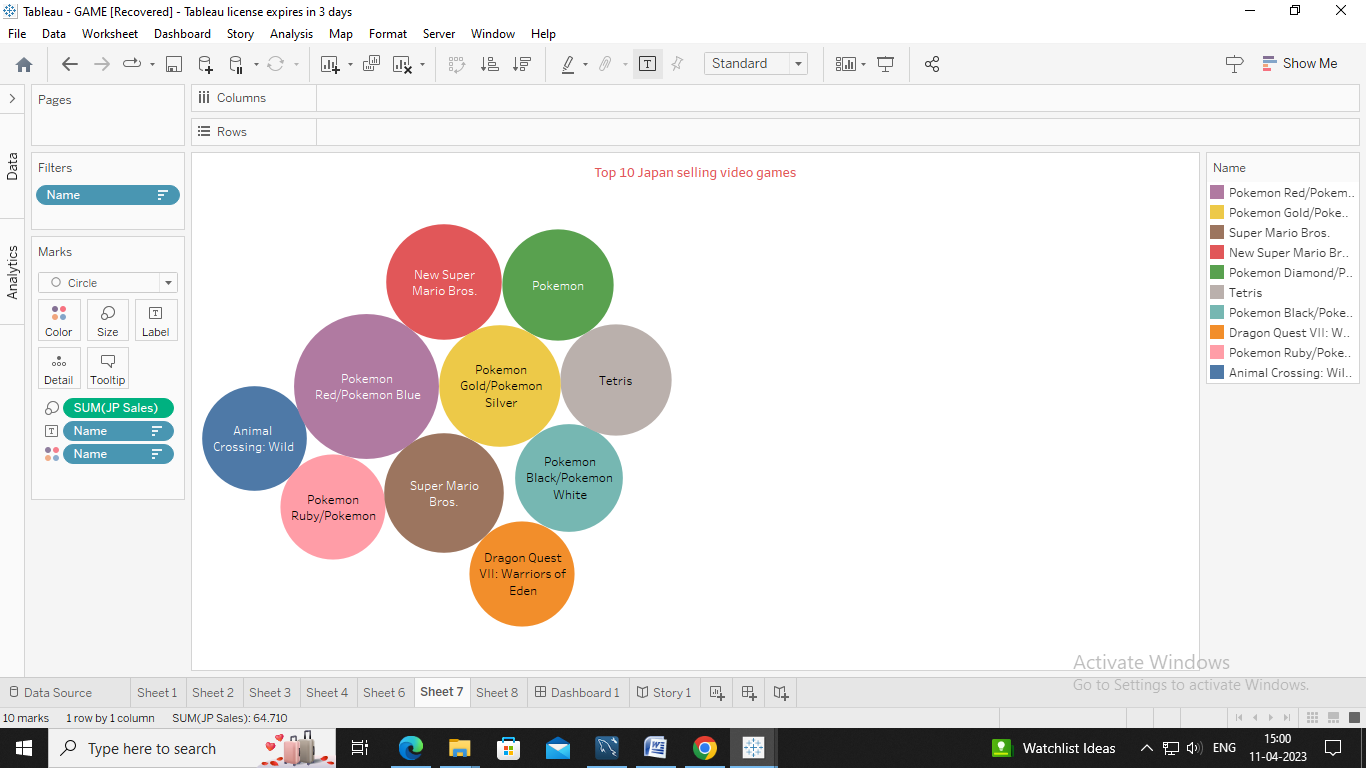 Tableau - GAME [Recovered] - Tableau license expires in 3 days
File Data Worksheet Dashboard Story Analysis Map Format Server Window Help
Standard
Show Me
Pages
Columns
Rows
Data
Analytics
Filters
Name
Marks
Circle
Color Size Label
Detail Tooltip
SUM(JP Sales)
Name
Name
Top 10 Japan selling video games
New Super
Mario Bros.
Pokemon
Pokemon
Red/Pokemon Blue
Pokemon
Gold/Pokemon
Silver
Tetris
Animal
Crossing: Wild
Pokemon
Ruby/Pokemon
Super Mario
Bros.
Pokemon
Black/Pokemon
White
Dragon Quest
VII: Warriors of
Eden
Name
Pokemon Red/Pokem..
Pokemon Gold/Poke..
Super Mario Bros.
New Super Mario Br..
Pokemon Diamond/P..
Tetris
Pokemon Black/Poke..
Dragon Quest VII: W..
Pokemon Ruby/Poke..
Animal Crossing: Wil..
Activate Windows
Go to Settings to activate Windows.
Data Source Sheet 1 Sheet 2 Sheet 3 Sheet 4 Sheet 6 Sheet 7 Sheet 8 Dashboard 1 Story 1
10 marks 1 row by 1 column SUM(JP Sales): 64.710
Type here to search
Watchlist Ideas
ENG
15:00
11-04-2023